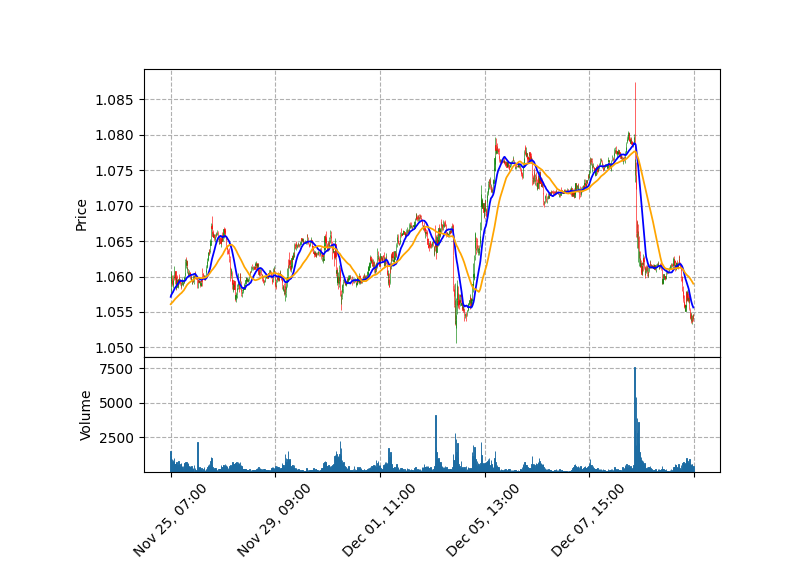 1.085
1.080
1.075
1.070
1.065
1.060
1.055
1.050
Price
7500
5000
2500
Volume
Nov 25, 07:00
Nov 29, 09:00
Dec 01, 11:00
Dec 05, 13:00
Dec 07, 15:00